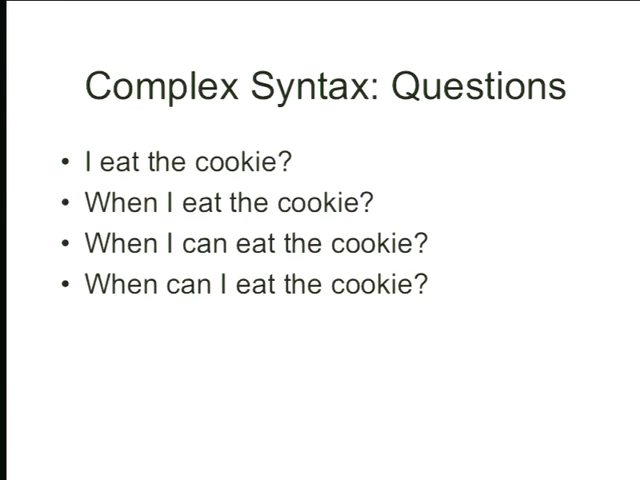 Complex Syntax: Questions
• I eat the cookie?
• When I eat the cookie?
• When I can eat the cookie?
• When can I eat the cookie?